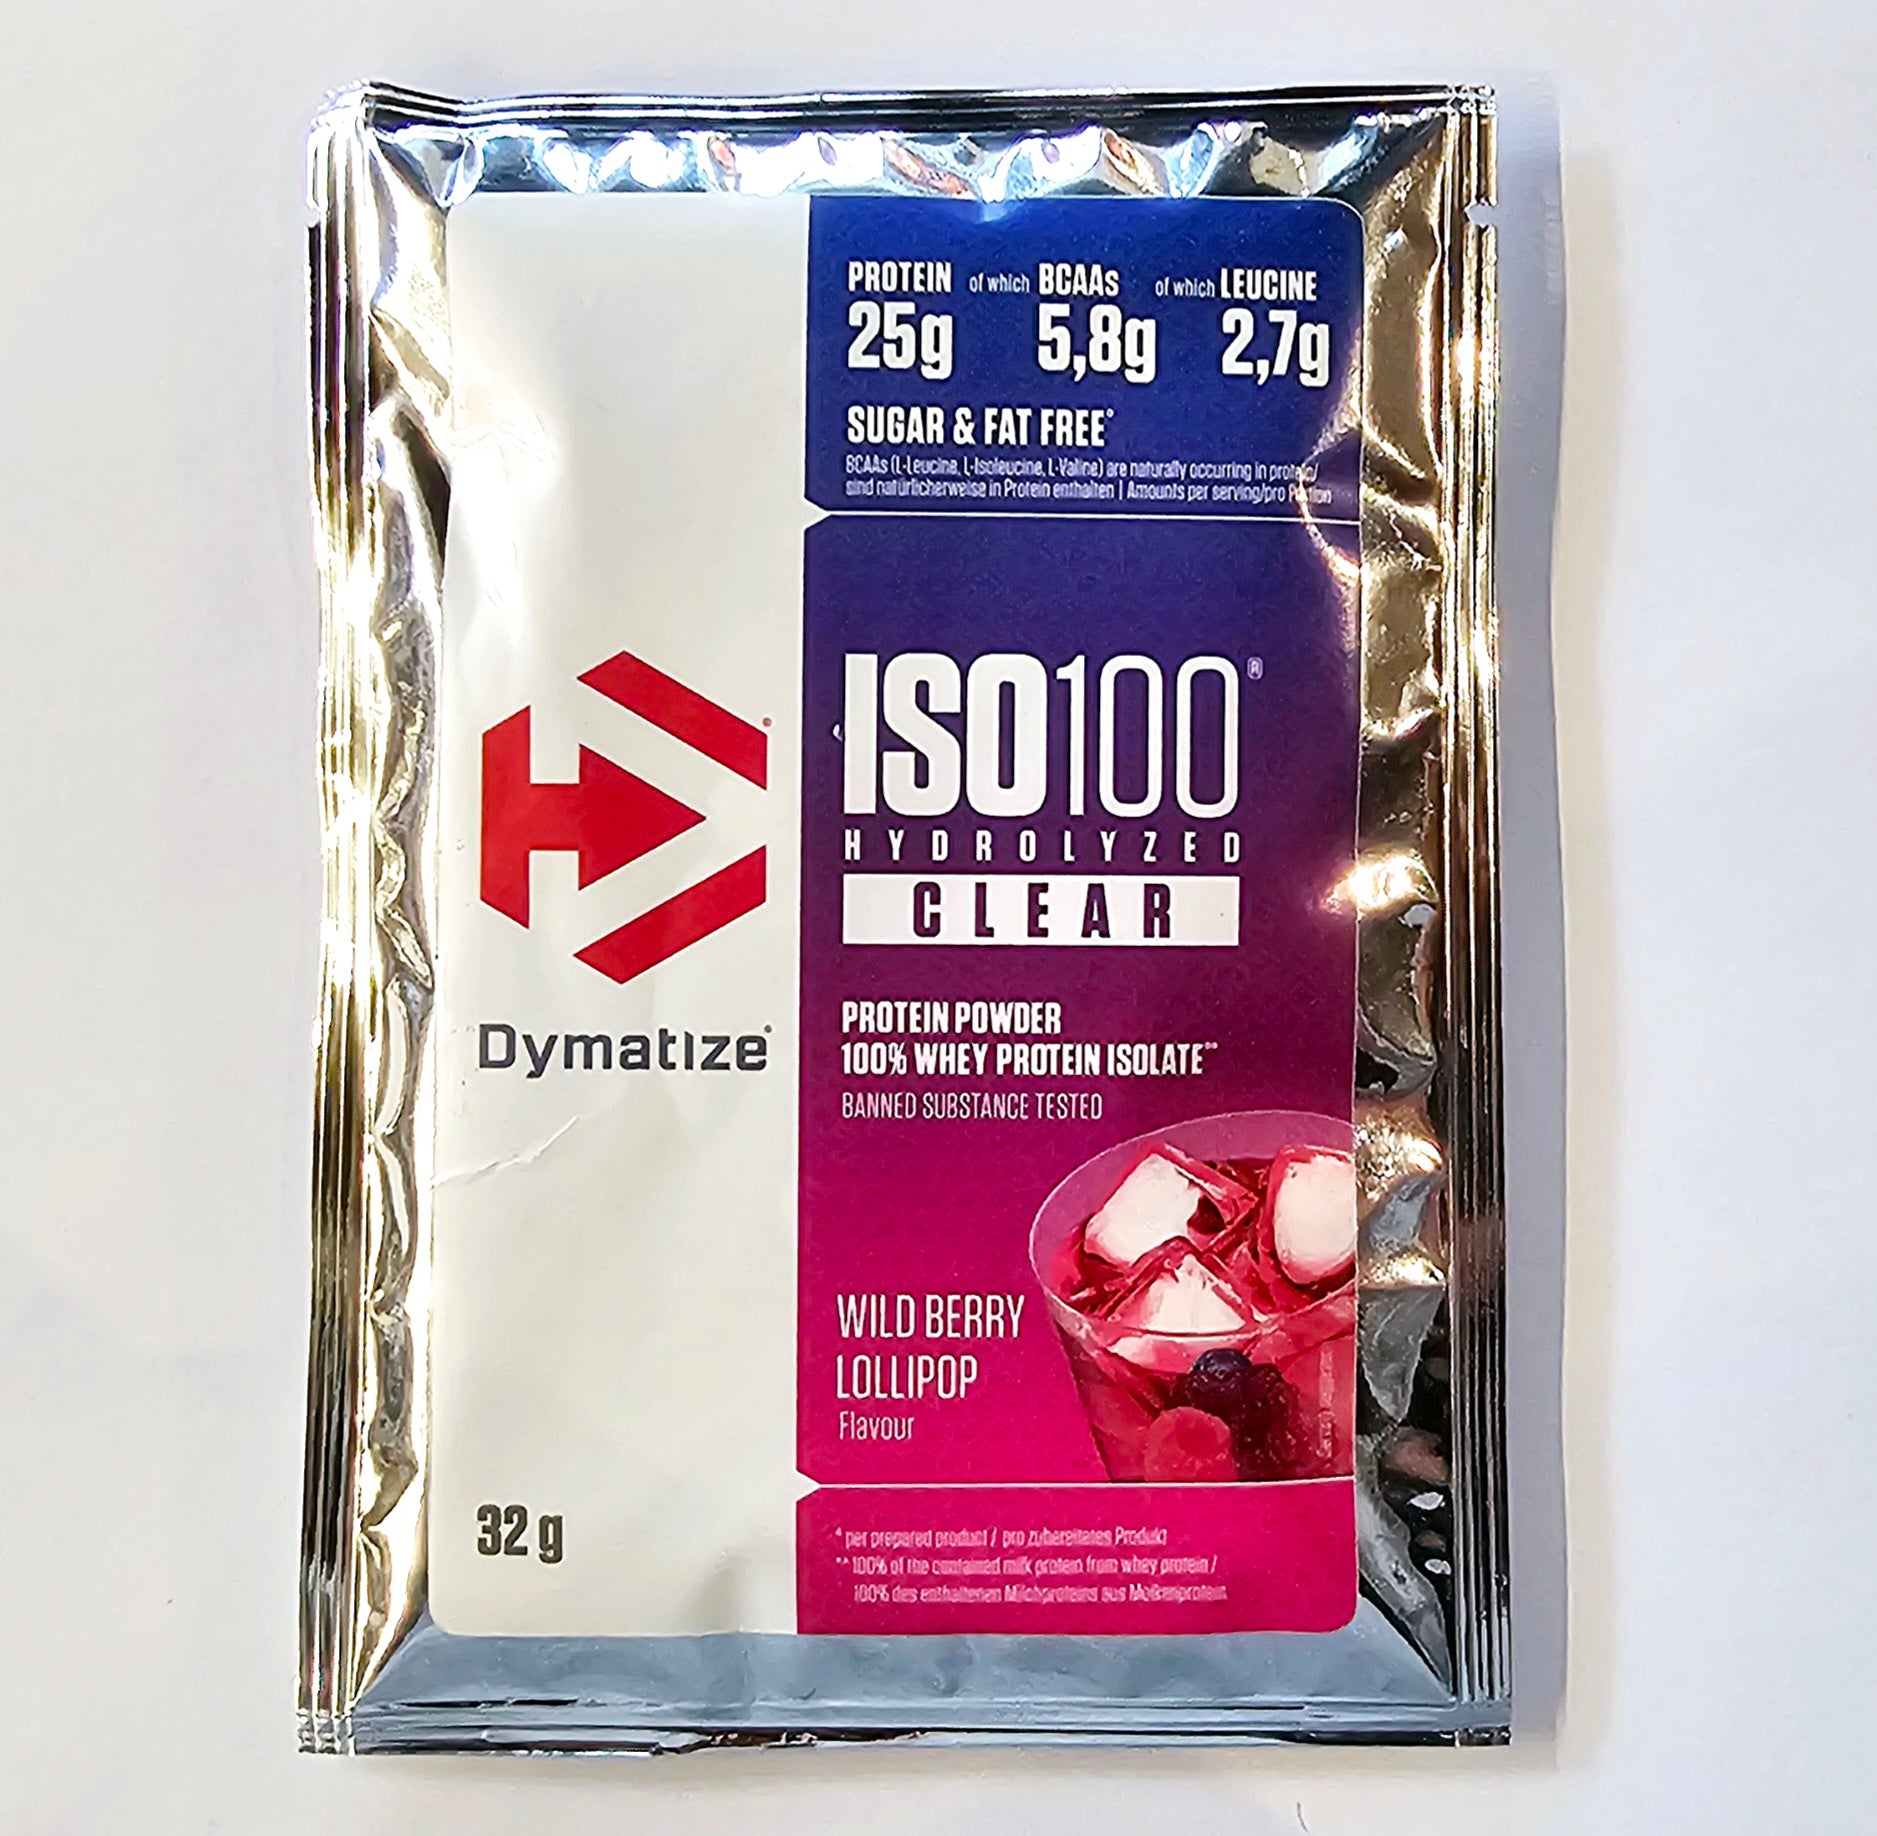 PROTEIN of which BCAAs of which LEUCINE
25g 5,8g 2,7g
SUGAR & FAT FREE*
BCAAs (L-Leucine, L-Isoleucine, L-Valine) are naturally occurring in protein/
sind natürlicherweise in Protein enthalten | Amounts per serving/pro Portion
ISO100®
HYDROLYZED
CLEAR
Dymatize®
PROTEIN POWDER
100% WHEY PROTEIN ISOLATE**
BANNED SUBSTANCE TESTED
WILD BERRY
LOLLIPOP
Flavour
32 g
* per prepared product / pro zubereitetes Produkt
** 100% of the contained milk protein from whey protein /
100% des enthaltenen Milchproteins aus Molkenprotein